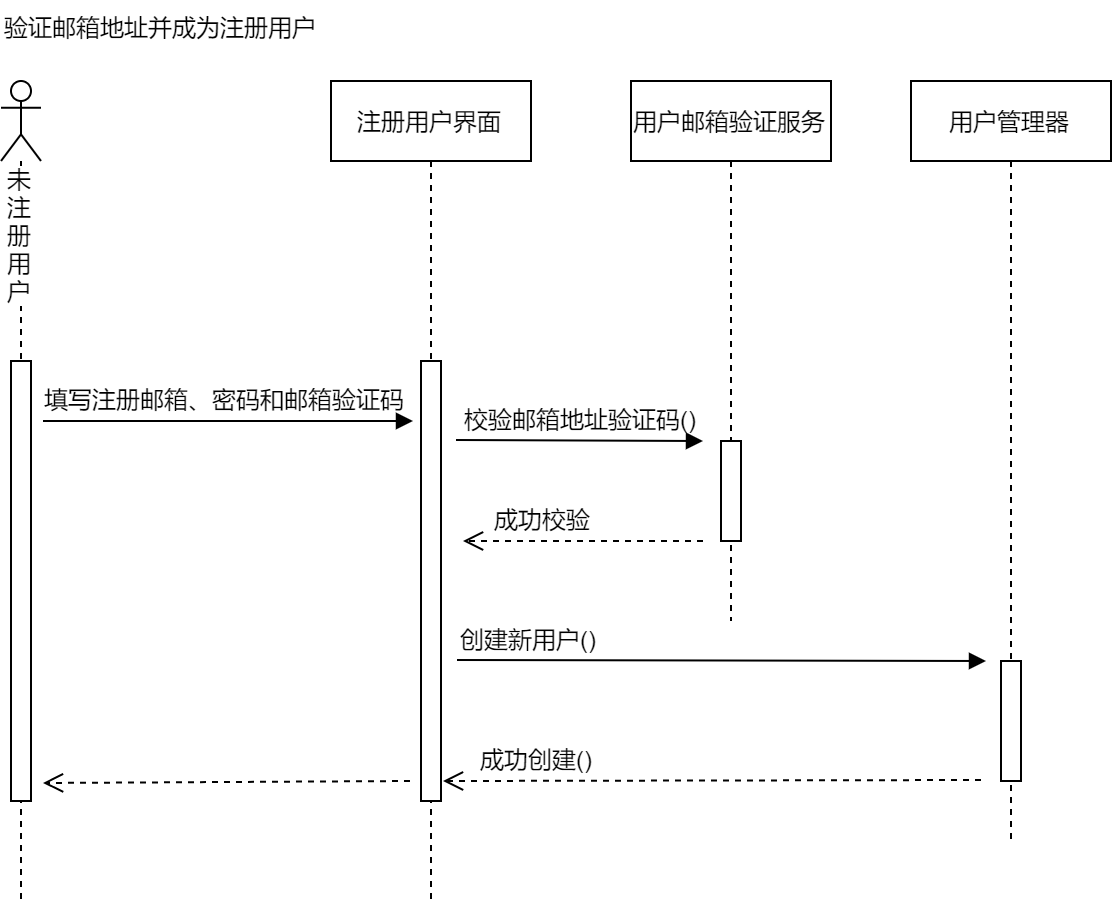 验证邮箱地址并成为注册用户
注册用户界面
用户邮箱验证服务
用户管理器
未
注
册
用
户
填写注册邮箱、密码和邮箱验证码
校验邮箱地址验证码()
成功校验
创建新用户()
成功创建()